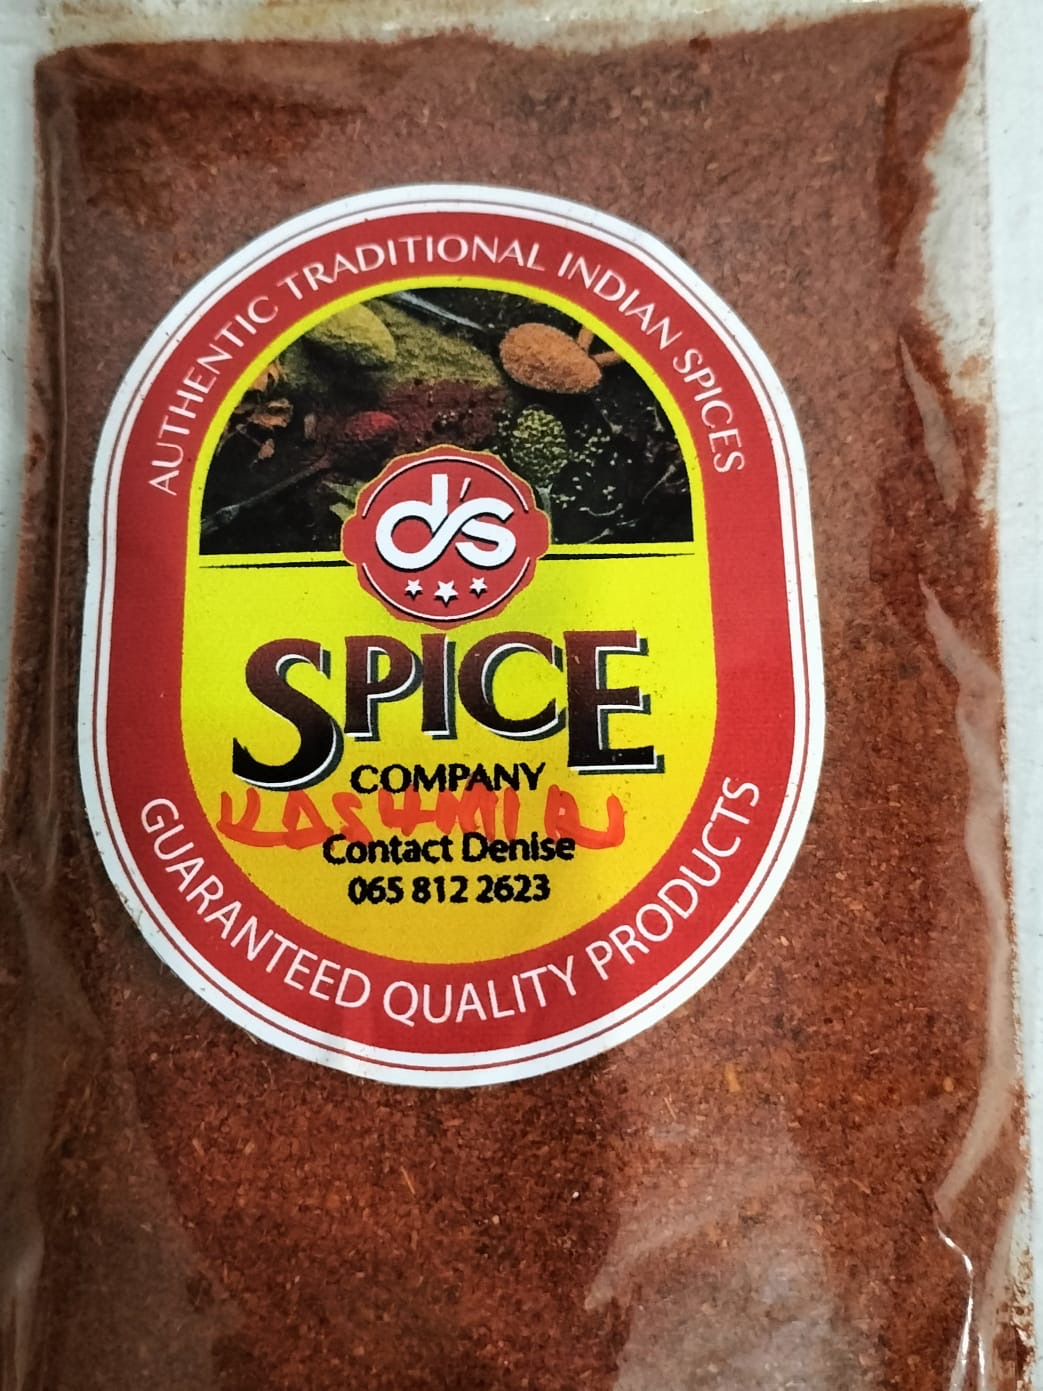 AUTHENTIC TRADITIONAL INDIAN SPICES
d's
SPICE
COMPANY
KASHMIRI
Contact Denise
065 812 2623
GUARANTEED QUALITY PRODUCTS